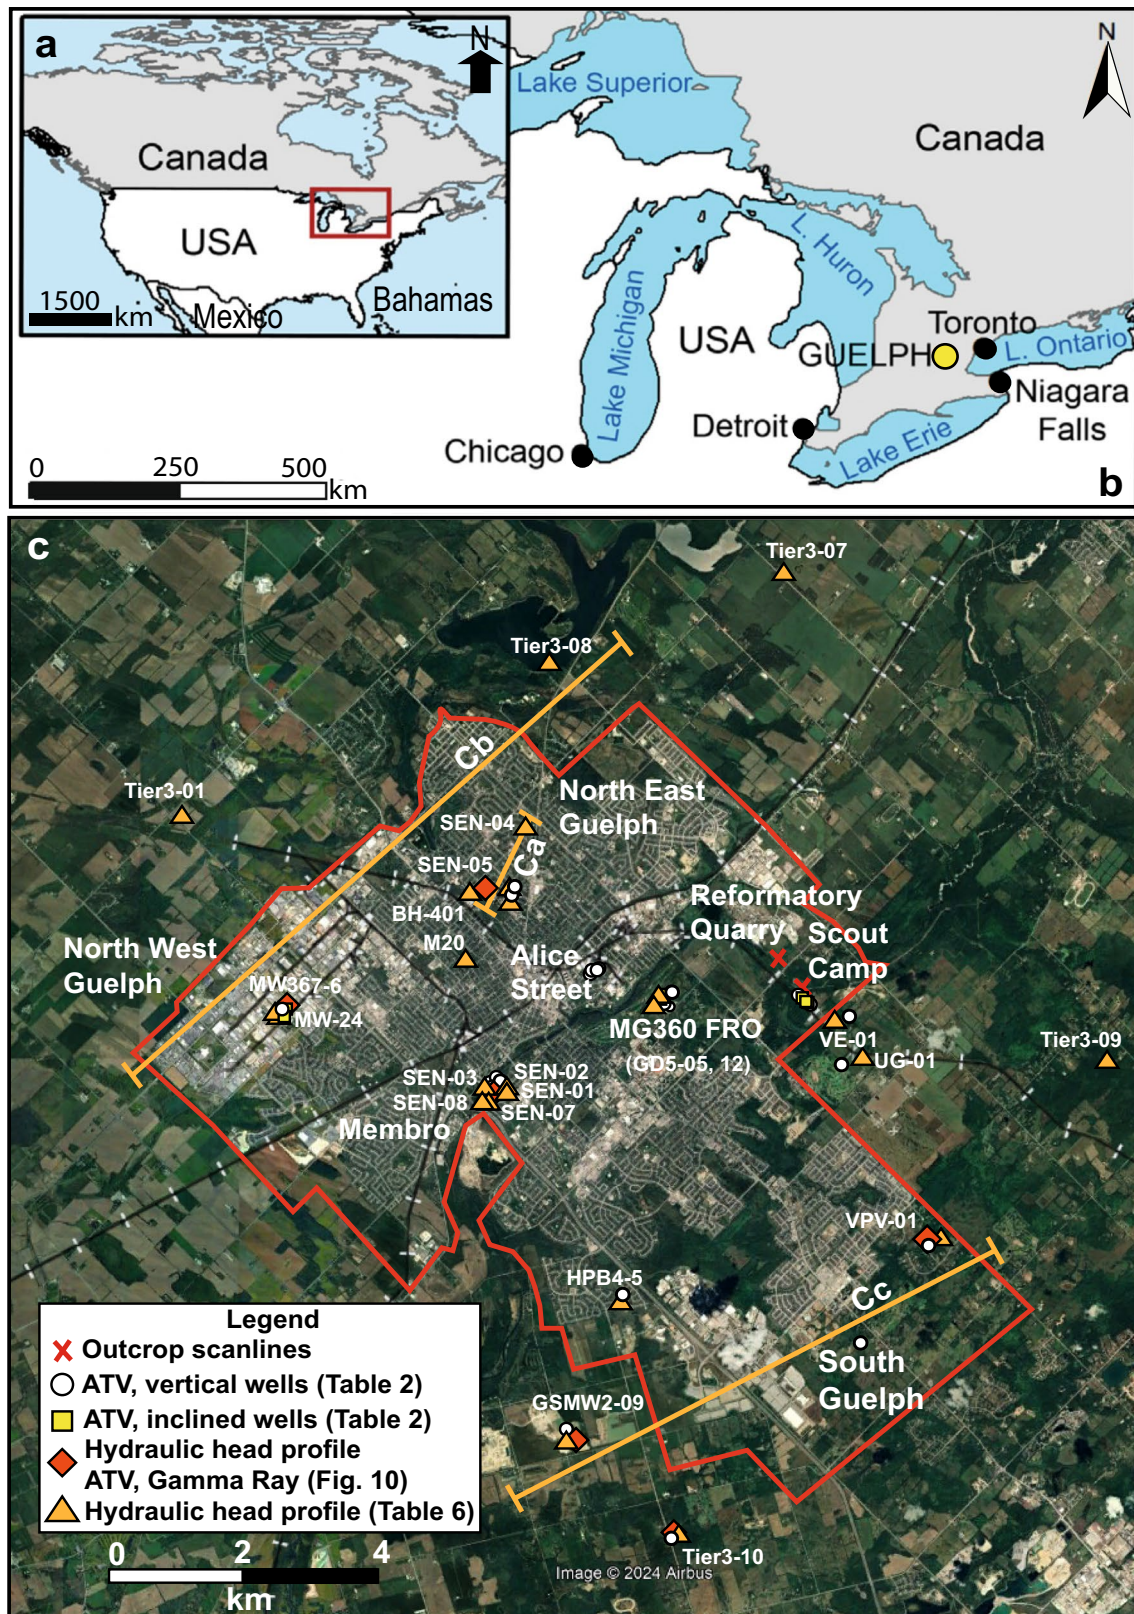 a
N
Canada
USA
1500
km
Mexico
Bahamas
Lake Superior
N
Canada
L. Huron
Lake Michigan
USA
Toronto
GUELPH
L. Ontario
Niagara
Falls
Detroit
Lake Erie
Chicago
0 250 500
km
b
c
Tier3-07
Tier3-08
Cb
Tier3-01
North East
Guelph
SEN-04
Ca
SEN-05
BH-401
Reformatory
Quarry
Scout
Camp
M20
Alice
Street
North West
Guelph
MW367-6
MW-24
MG360 FRO
(GD5-05, 12)
VE-01
UG-01
Tier3-09
SEN-03
SEN-02
SEN-01
SEN-08
SEN-07
Membro
VPV-01
HPB4-5
Cc
South
Guelph
GSMW2-09
Legend
Outcrop scanlines
ATV, vertical wells (Table 2)
ATV, inclined wells (Table 2)
Hydraulic head profile
ATV, Gamma Ray (Fig. 10)
Hydraulic head profile (Table 6)
0 2 4
km
Tier3-10
Image © 2024 Airbus